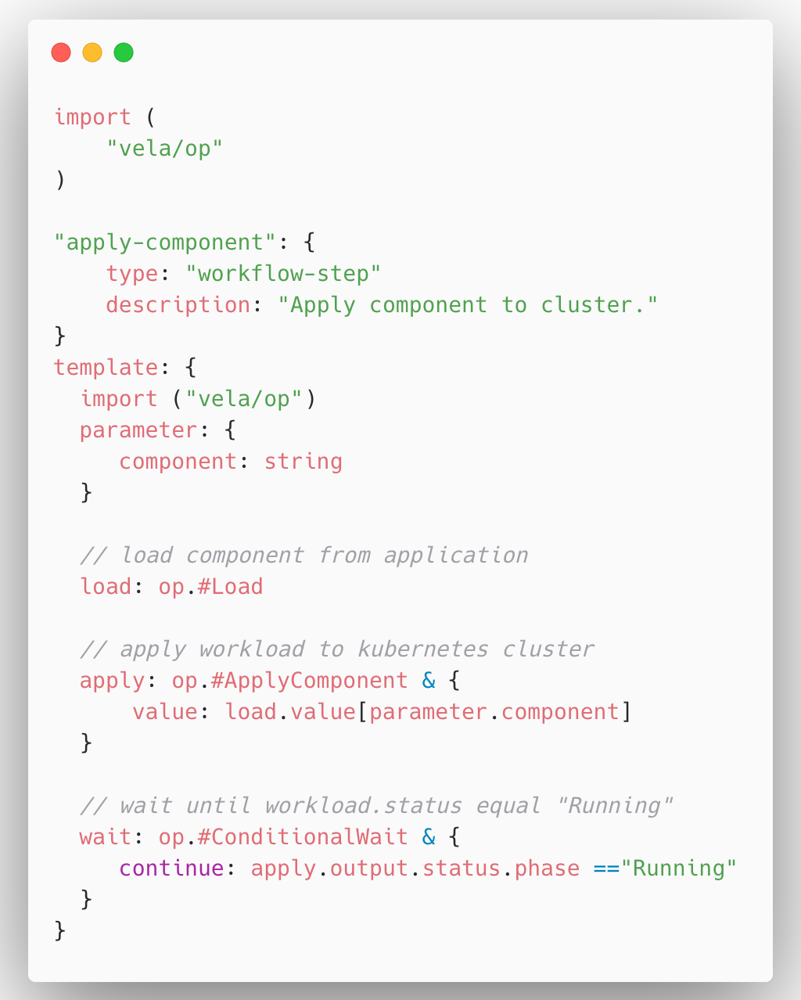 import (
    "vela/op"
)

"apply-component": {
    type: "workflow-step"
    description: "Apply component to cluster."
}
template: {
  import ("vela/op")
  parameter: {
     component: string
  }

  // load component from application
  load: op.#Load

  // apply workload to kubernetes cluster
  apply: op.#ApplyComponent & {
      value: load.value[parameter.component]
  }

  // wait until workload.status equal "Running"
  wait: op.#ConditionalWait & {
     continue: apply.output.status.phase =="Running"
  }
}